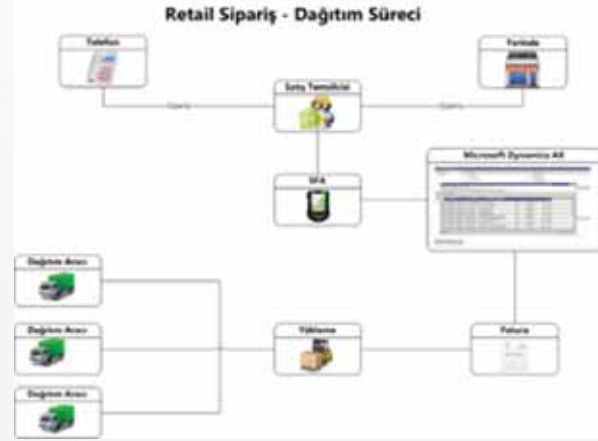 Retail Sipariş - Dağıtım Süreci
Telefon
Yerinde
Satış Temsilcisi
Sipariş
Sipariş
Microsoft Dynamics AX
SFA
Dağıtım Aracı
Dağıtım Aracı
Yükleme
Fatura
Dağıtım Aracı